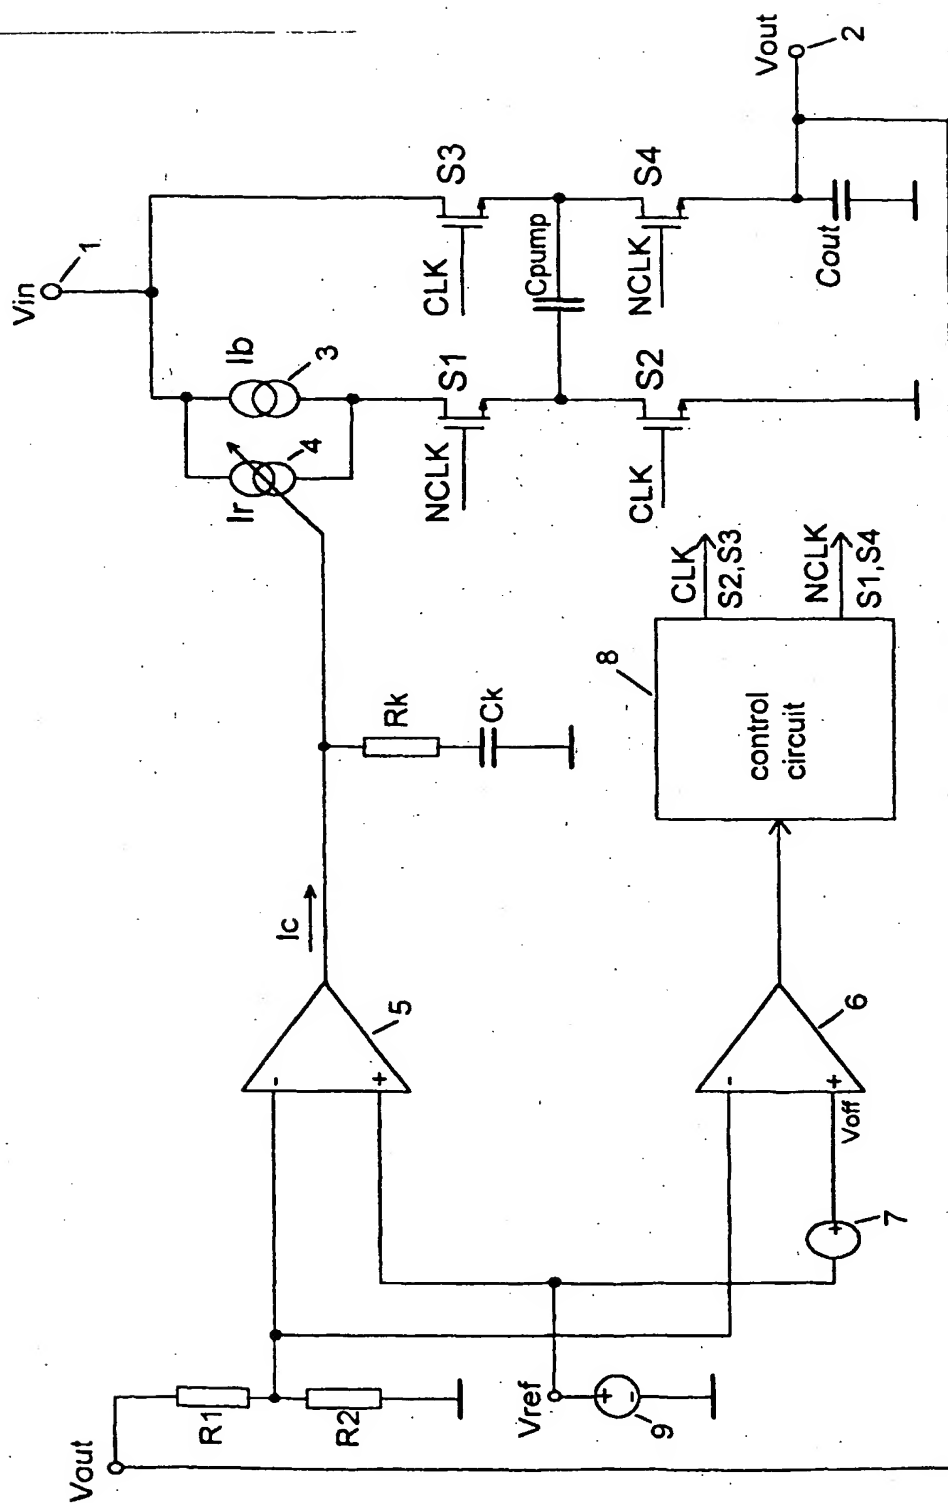 Vin
1
Vout
2
Ib
3
Ir
4
S3
CLK
S1
NCLK
Cpump
S4
NCLK
S2
CLK
Cout
Ic
5
Rk
Ck
8
control
circuit
CLK
S2,S3
NCLK
S1,S4
-
+
6
-
+
Voff
7
Vout
R1
R2
Vref
+
-
9